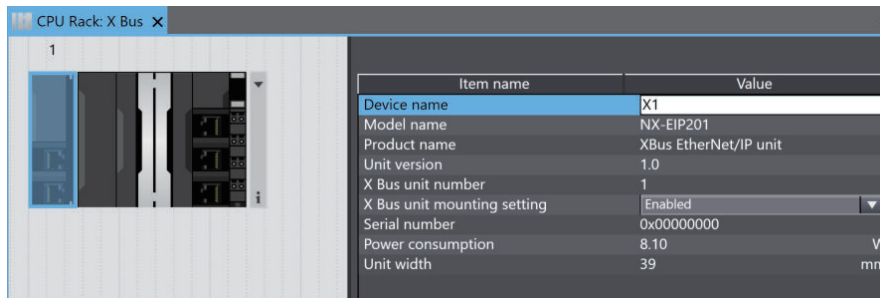 CPU Rack: X Bus
1
Item name Value
Device name X1
Model name NX-EIP201
Product name XBus EtherNet/IP unit
Unit version 1.0
X Bus unit number 1
X Bus unit mounting setting Enabled
Serial number 0x00000000
Power consumption 8.10 W
Unit width 39 mm